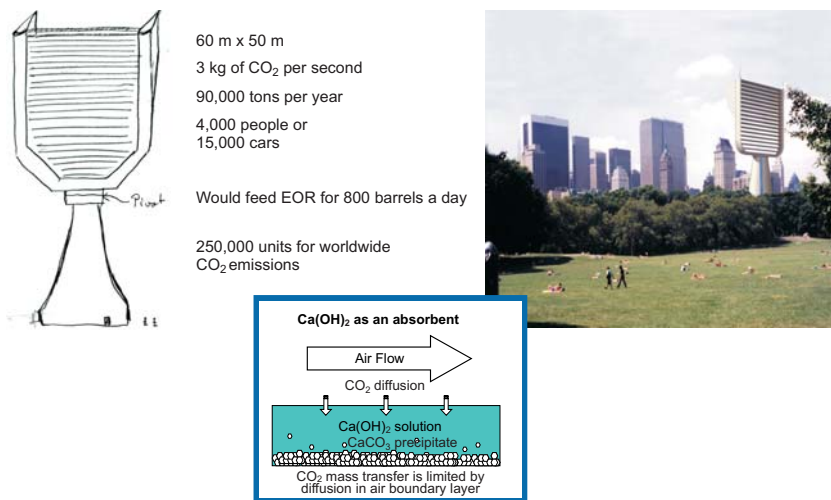 60 m x 50 m
3 kg of CO₂ per second
90,000 tons per year
4,000 people or
15,000 cars
Pivot
Would feed EOR for 800 barrels a day
250,000 units for worldwide
CO₂ emissions
Ca(OH)₂ as an absorbent
Air Flow
CO₂ diffusion
Ca(OH)₂ solution
CaCO₃ precipitate
CO₂ mass transfer is limited by
diffusion in air boundary layer